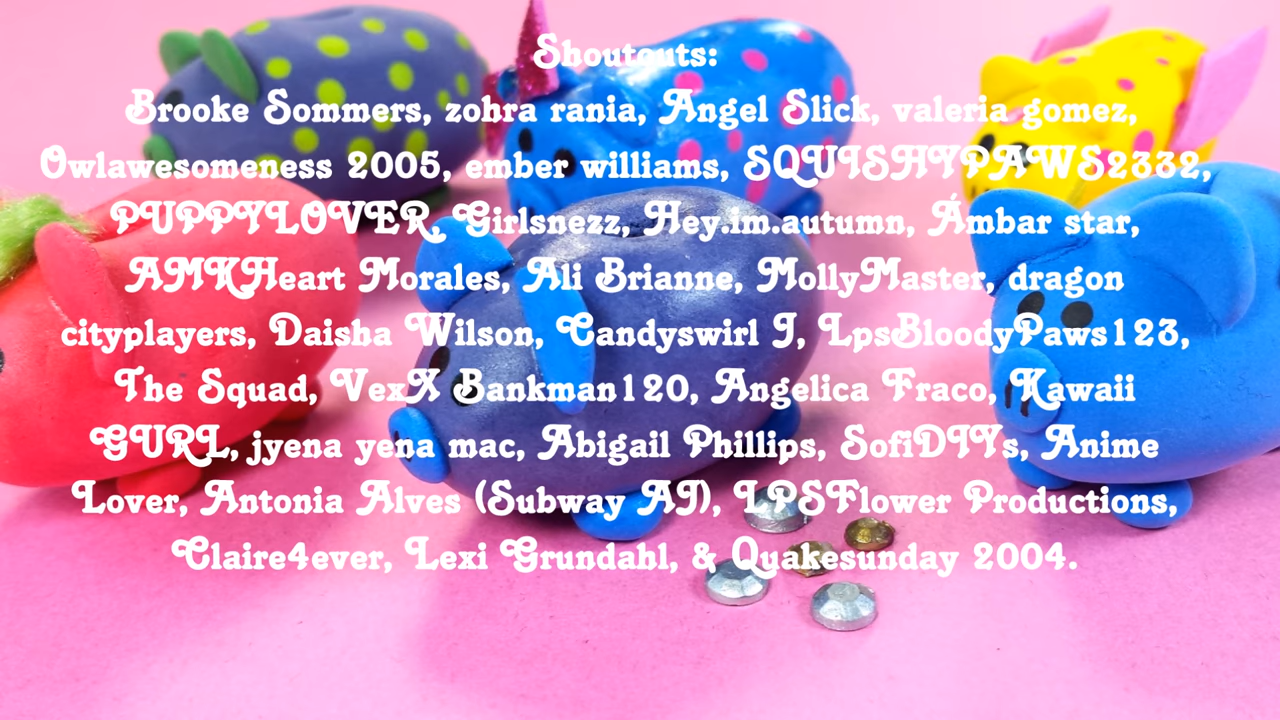 Shoutouts:
Brooke Sommers, zohra rania, Angel Slick, valeria gomez,
Owlawesomeness 2005, ember williams, SQUISHYPAWS2332,
PUPPYLOVER, Girlsnezz, Hey.im.autumn, Ámbar star,
AMKHeart Morales, Ali Brianne, MollyMaster, dragon
cityplayers, Daisha Wilson, Candyswirl J, LpsBloodyPaws123,
The Squad, VexX Bankman120, Angelica Fraco, Kawaii
GURL, jyena yena mac, Abigail Phillips, SofiDIYs, Anime
Lover, Antonia Alves (Subway AJ), LPSFlower Productions,
Claire4ever, Lexi Grundahl, & Quakesunday 2004.